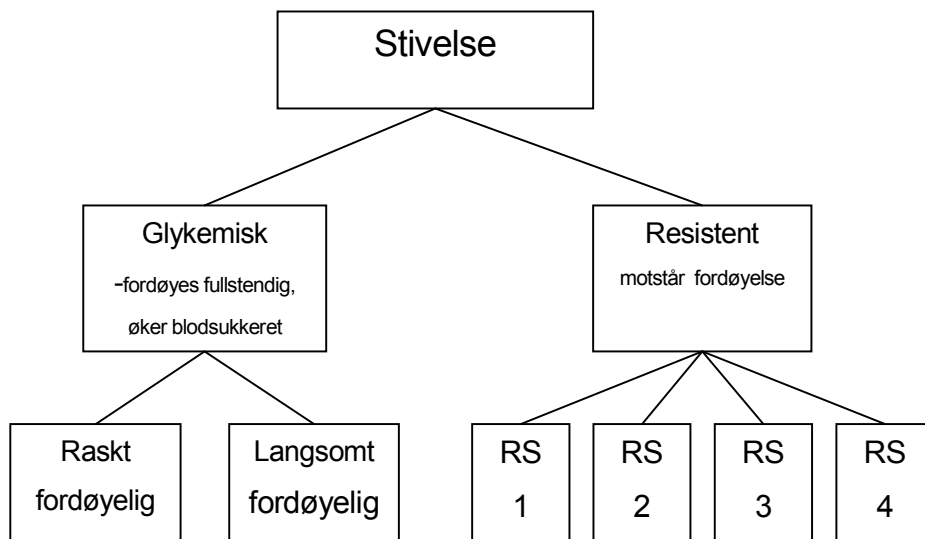 Stivelse
Glykemisk
-fordøyes fullstendig,
øker blodsukkeret
Resistent
motstår fordøyelse
Raskt
fordøyelig
Langsomt
fordøyelig
RS
1
RS
2
RS
3
RS
4